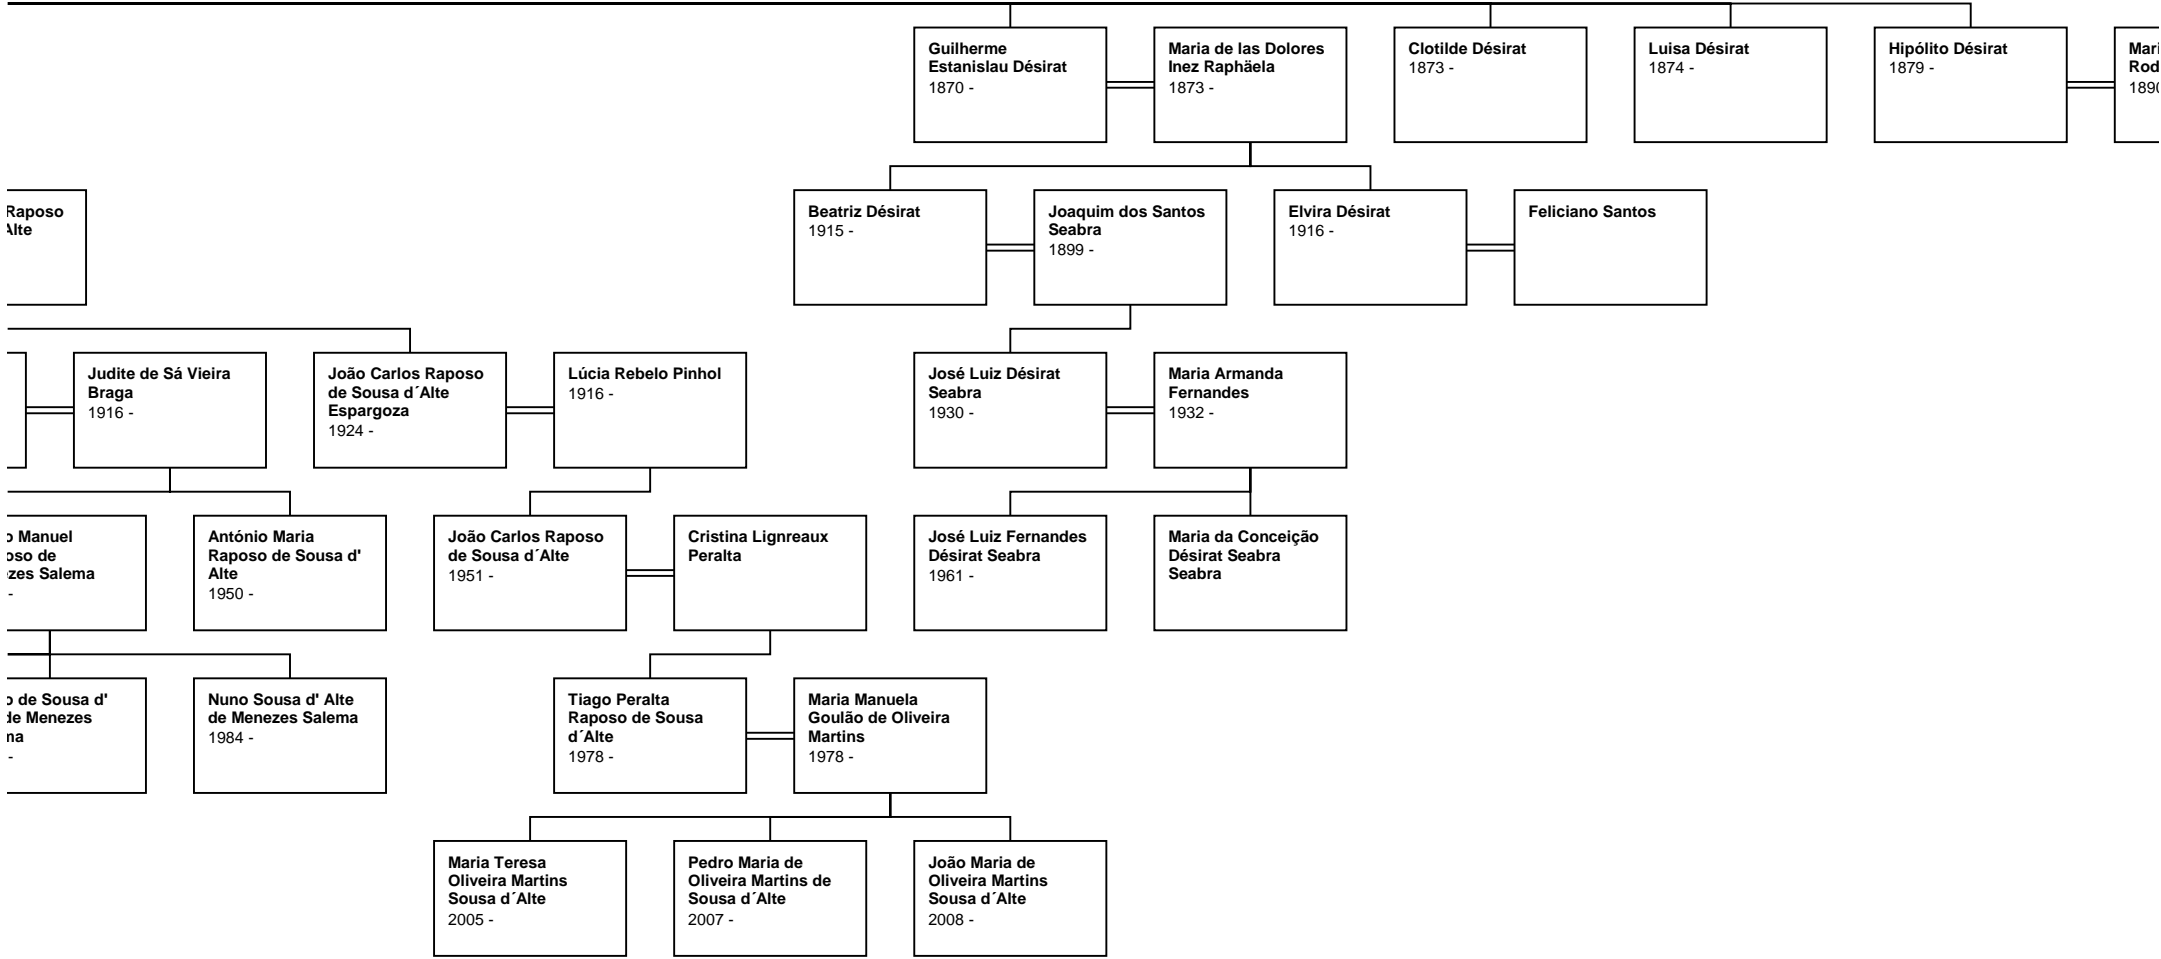 Guilherme
Estanislau Désirat
1870 -
Maria de las Dolores
Inez Raphäela
1873 -
Clotilde Désirat
1873 -
Luisa Désirat
1874 -
Hipólito Désirat
1879 -
Raposo
Alte
Beatriz Désirat
1915 -
Joaquim dos Santos
Seabra
1899 -
Elvira Désirat
1916 -
Feliciano Santos
Judite de Sá Vieira
Braga
1916 -
João Carlos Raposo
de Sousa d´Alte
Espargoza
1924 -
Lúcia Rebelo Pinhol
1916 -
José Luiz Désirat
Seabra
1930 -
Maria Armanda
Fernandes
1932 -
Manuel
de
Salema
-
António Maria
Raposo de Sousa d'
Alte
1950 -
João Carlos Raposo
de Sousa d´Alte
1951 -
Cristina Lignreaux
Peralta
José Luiz Fernandes
Désirat Seabra
1961 -
Maria da Conceição
Désirat Seabra
Seabra
de Sousa d'
de Menezes
-
Nuno Sousa d' Alte
de Menezes Salema
1984 -
Tiago Peralta
Raposo de Sousa
d´Alte
1978 -
Maria Manuela
Goulão de Oliveira
Martins
1978 -
Maria Teresa
Oliveira Martins
Sousa d´Alte
2005 -
Pedro Maria de
Oliveira Martins de
Sousa d´Alte
2007 -
João Maria de
Oliveira Martins
Sousa d´Alte
2008 -